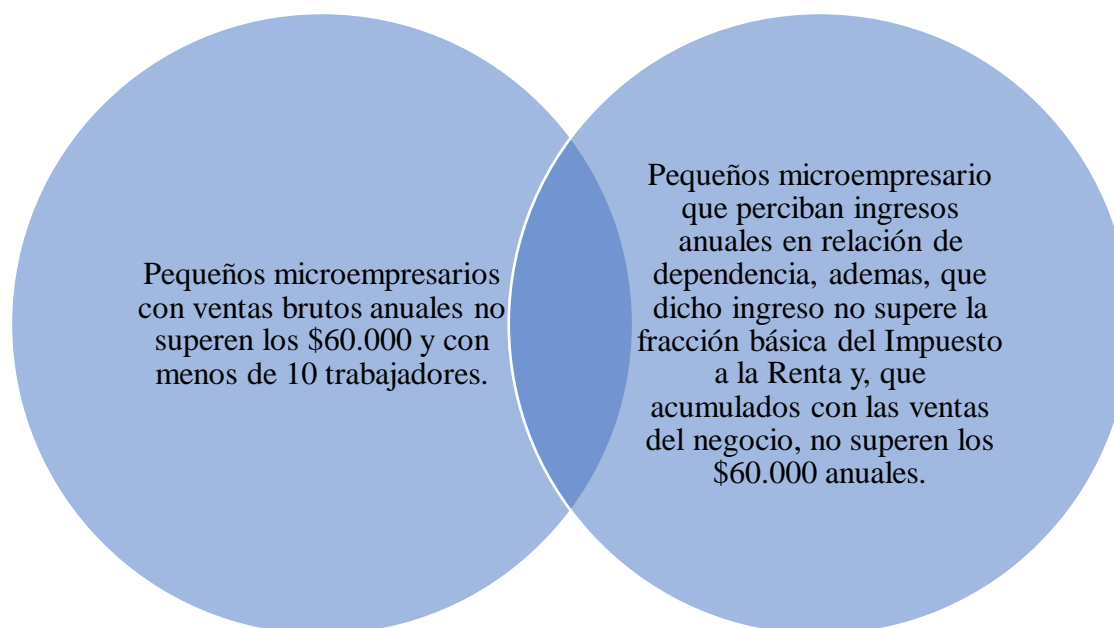 Pequeños microempresarios
con ventas brutos anuales no
superen los $60.000 y con
menos de 10 trabajadores.
Pequeños microempresario
que perciban ingresos
anuales en relación de
dependencia, ademas, que
dicho ingreso no supere la
fracción básica del Impuesto
a la Renta y, que
acumulados con las ventas
del negocio, no superen los
$60.000 anuales.